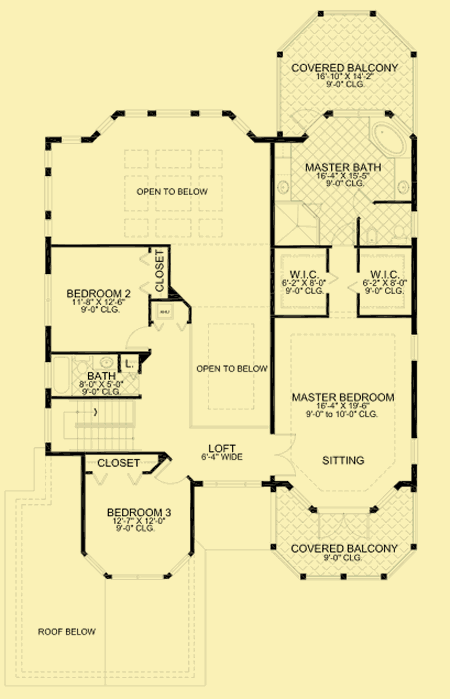 COVERED BALCONY
16'-10" X 14'-2"
9'-0" CLG.
MASTER BATH
16'-4" X 15'-5"
9'-0" CLG.
OPEN TO BELOW
CLOSET
W.I.C.
6'-2" X 8'-0"
9'-0" CLG.
W.I.C.
6'-2" X 8'-0"
9'-0" CLG.
BEDROOM 2
11'-8" X 12'-6"
9'-0" CLG.
AHU
L.
BATH
8'-0" X 5'-0"
9'-0" CLG.
OPEN TO BELOW
MASTER BEDROOM
16'-4" X 19'-6"
9'-0" to 10'-0" CLG.
LOFT
6'-4" WIDE
SITTING
CLOSET
BEDROOM 3
12'-7" X 12'-0"
9'-0" CLG.
COVERED BALCONY
9'-0" CLG.
ROOF BELOW